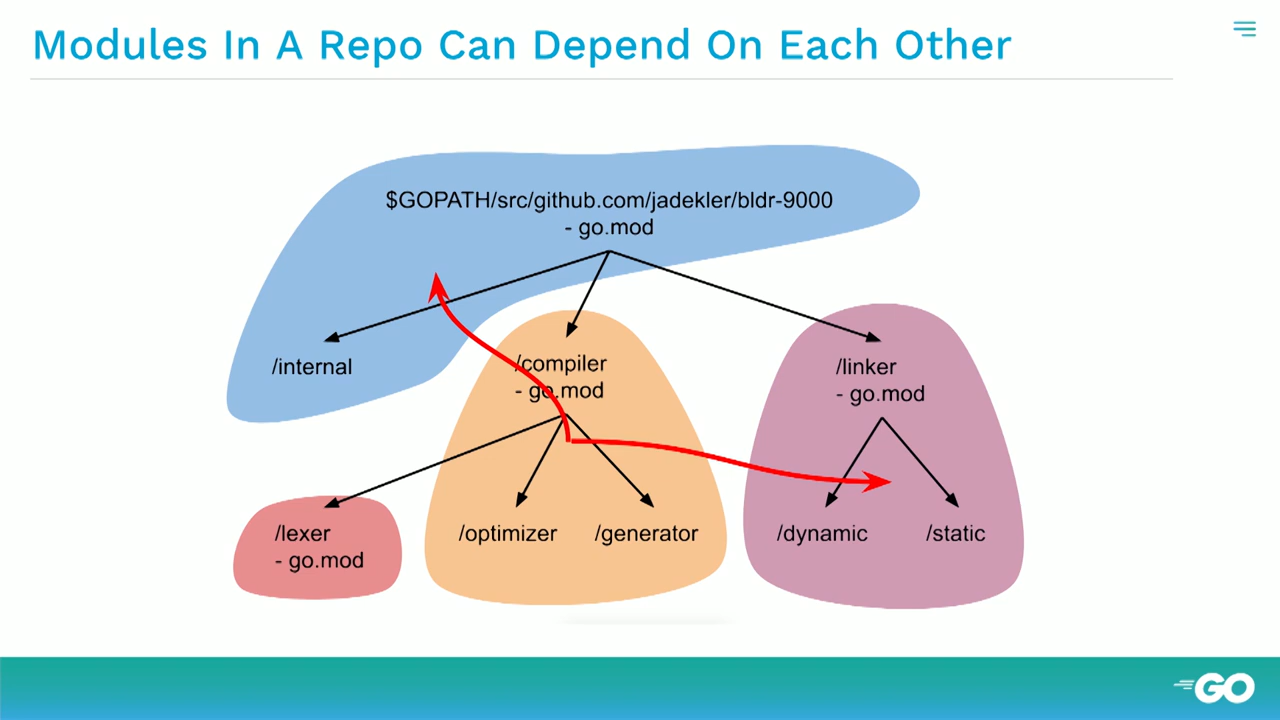 Modules In A Repo Can Depend On Each Other
$GOPATH/src/github.com/jadekler/bldr-9000
- go.mod
/internal
/compiler
- go.mod
/linker
- go.mod
/lexer
- go.mod
/optimizer
/generator
/dynamic
/static
GO